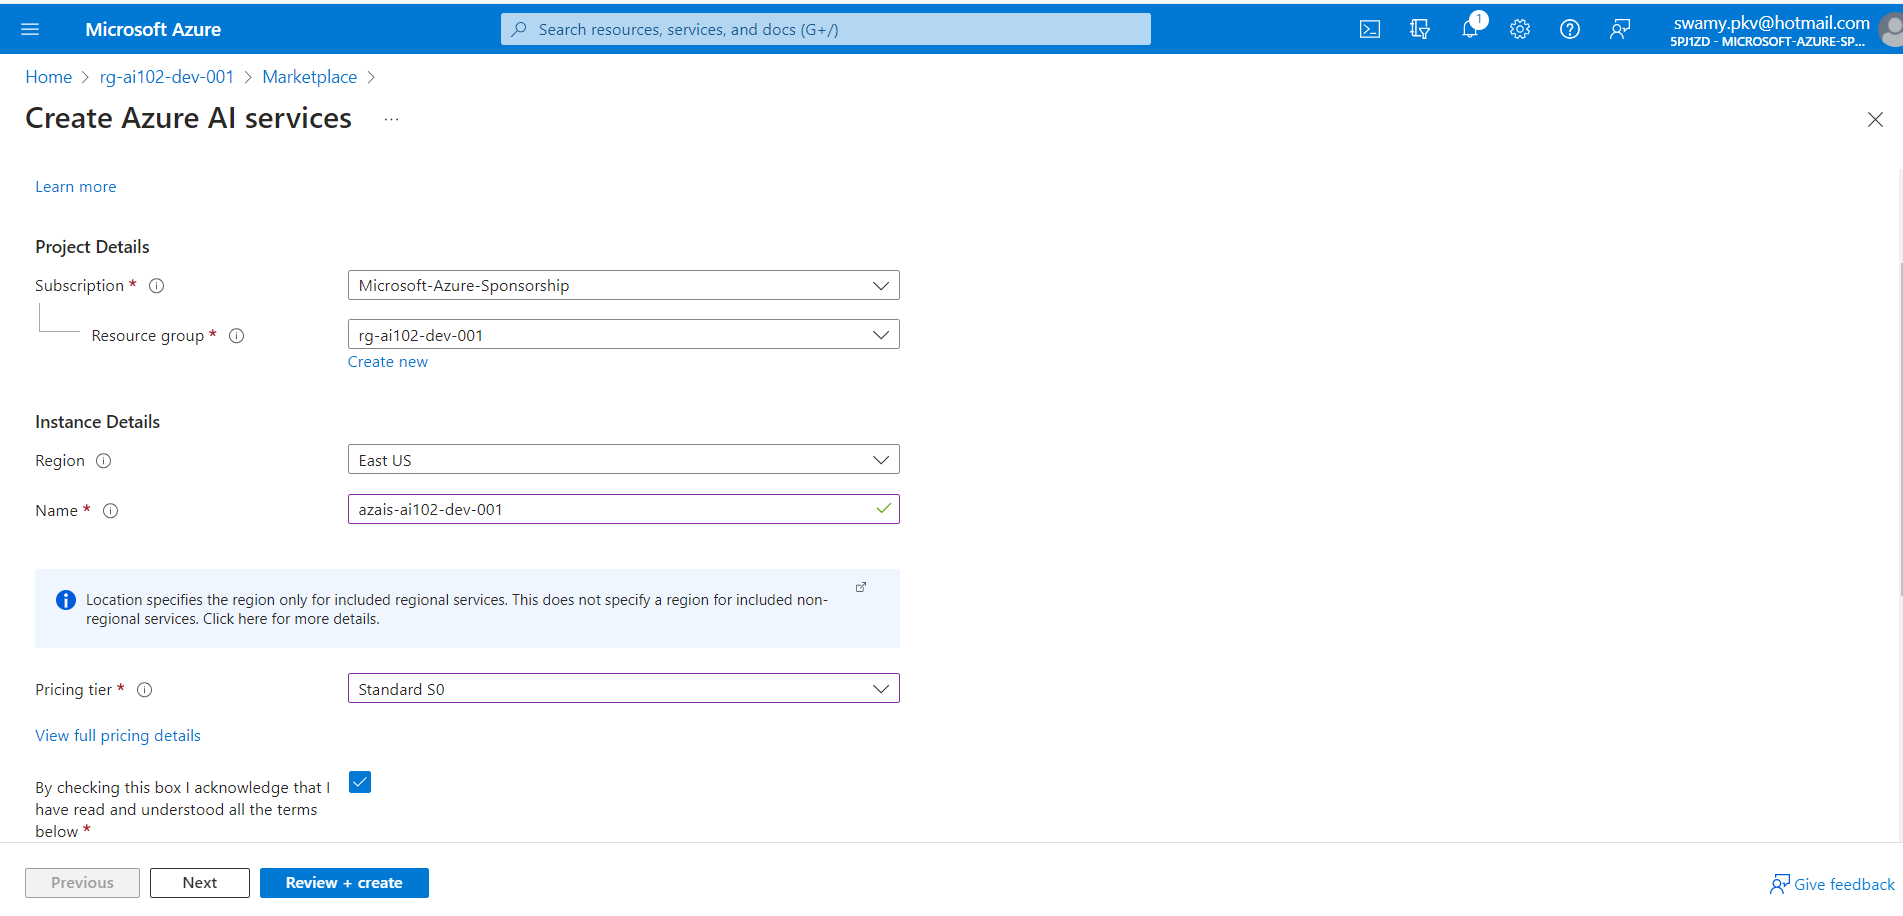 Microsoft Azure
Search resources, services, and docs (G+/)
1
swamy.pkv@hotmail.com
5PJ1ZD - MICROSOFT-AZURE-SP...
Home > rg-ai102-dev-001 > Marketplace >
Create Azure AI services ...
Learn more
Project Details
Subscription *
Microsoft-Azure-Sponsorship
Resource group *
rg-ai102-dev-001
Create new
Instance Details
Region
East US
Name *
azais-ai102-dev-001
Location specifies the region only for included regional services. This does not specify a region for included non-
regional services. Click here for more details.
Pricing tier *
Standard S0
View full pricing details
By checking this box I acknowledge that I
have read and understood all the terms
below *
Previous
Next
Review + create
Give feedback